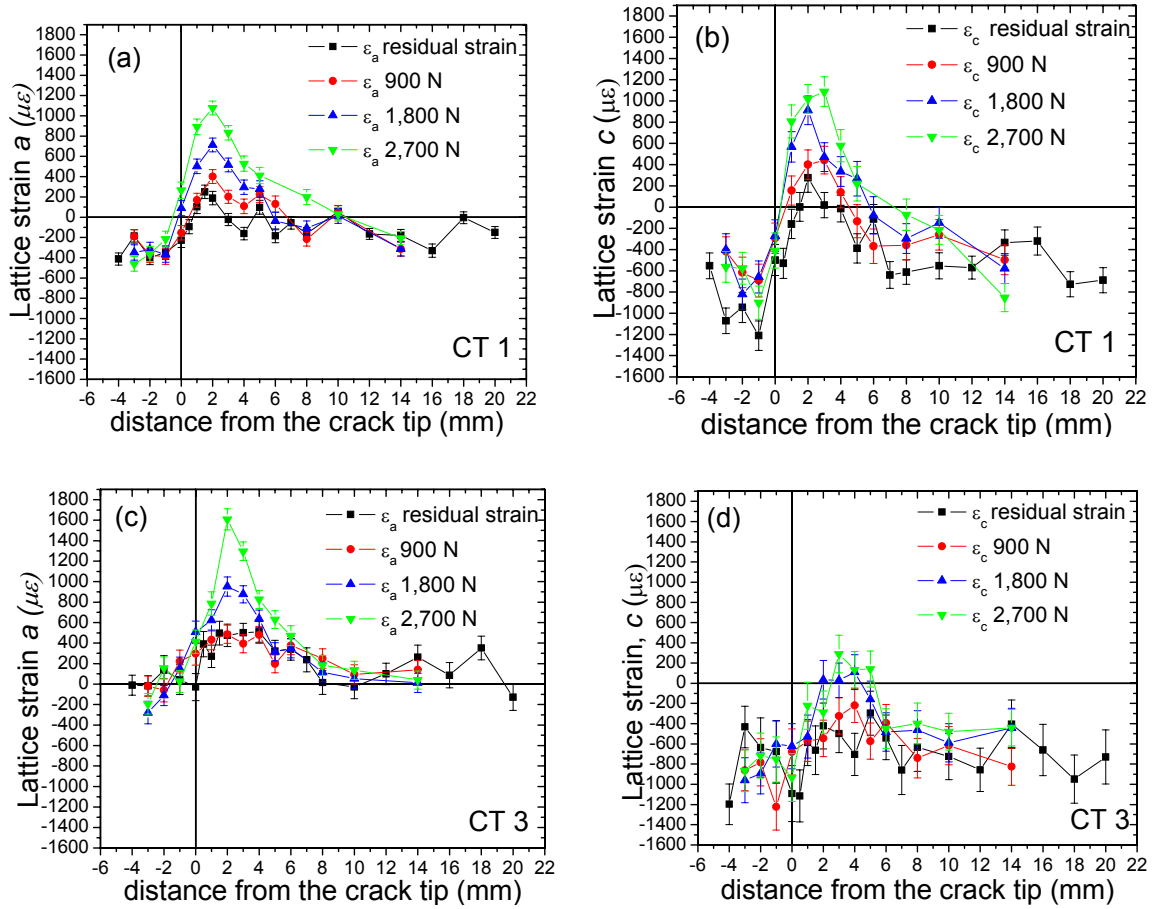 (a)
εa residual strain
εa 900 N
εa 1,800 N
εa 2,700 N
CT 1
Lattice strain a (με)
1800
1600
1400
1200
1000
800
600
400
200
0
-200
-400
-600
-800
-1000
-1200
-1400
-1600
-6 -4 -2 0 2 4 6 8 10 12 14 16 18 20 22
distance from the crack tip (mm)
(b)
εc residual strain
εc 900 N
εc 1,800 N
εc 2,700 N
CT 1
Lattice strain c (με)
1800
1600
1400
1200
1000
800
600
400
200
0
-200
-400
-600
-800
-1000
-1200
-1400
-1600
-6 -4 -2 0 2 4 6 8 10 12 14 16 18 20 22
distance from the crack tip (mm)
(c)
εa residual strain
εa 900 N
εa 1,800 N
εa 2,700 N
CT 3
Lattice strain a (με)
1800
1600
1400
1200
1000
800
600
400
200
0
-200
-400
-600
-800
-1000
-1200
-1400
-1600
-6 -4 -2 0 2 4 6 8 10 12 14 16 18 20 22
distance from the crack tip (mm)
(d)
εc residual strain
εc 900 N
εc 1,800 N
εc 2,700 N
CT 3
Lattice strain, c (με)
1800
1600
1400
1200
1000
800
600
400
200
0
-200
-400
-600
-800
-1000
-1200
-1400
-1600
-6 -4 -2 0 2 4 6 8 10 12 14 16 18 20 22
distance from the crack tip (mm)